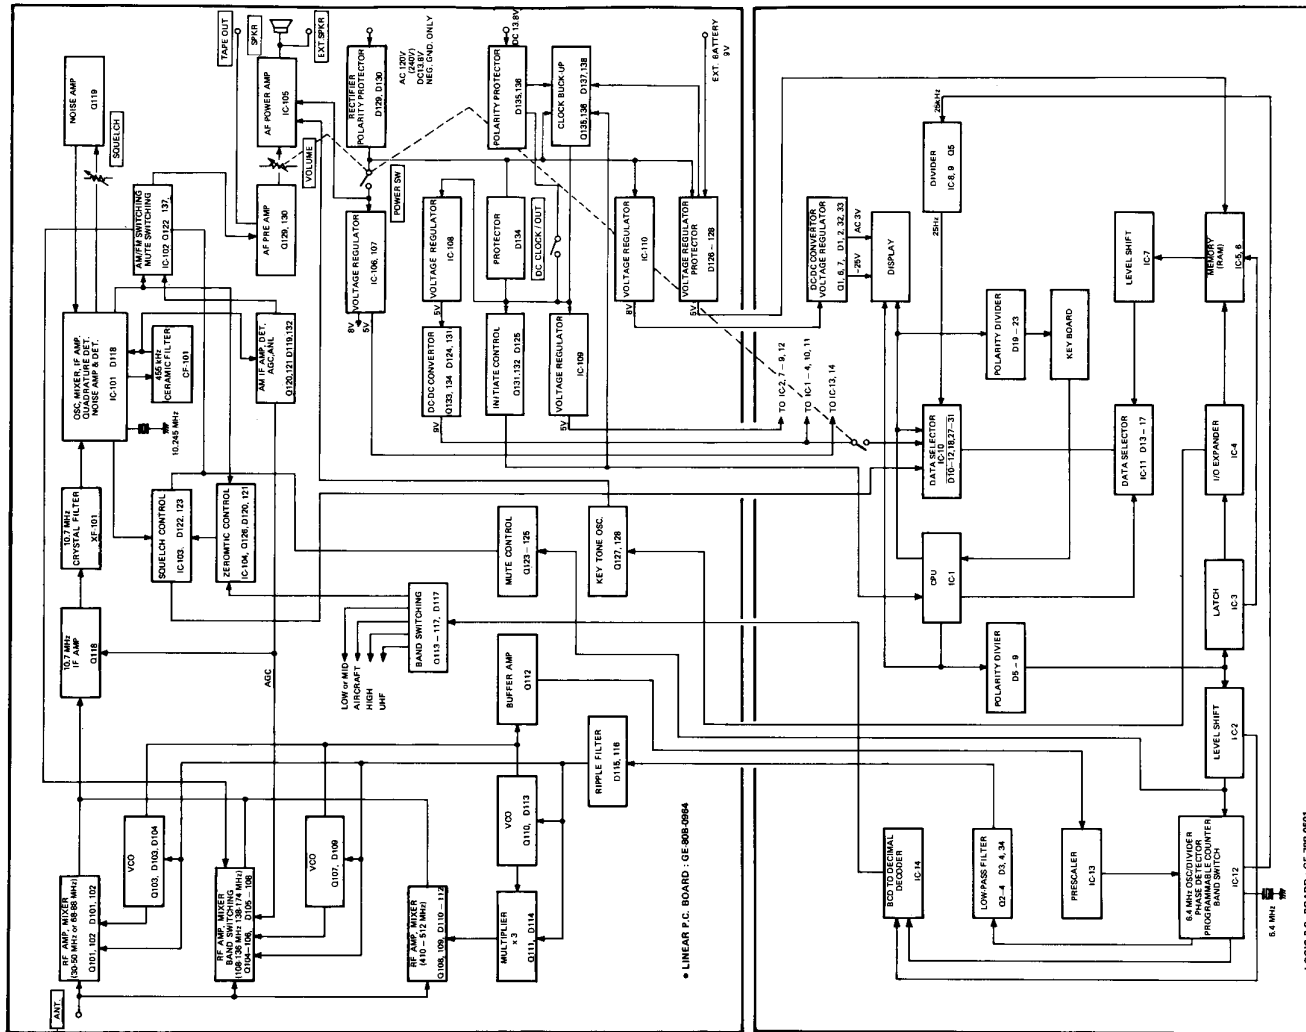 ANT.
RF AMP, MIXER
(30-50 MHz or 68-88 MHz)
Q101, 102 D101, 102
VCO
Q103, D103, D104
RF AMP, MIXER
BAND SWITCHING
(108-136 MHz 138-174 MHz)
Q104-106, D105 - 108
VCO
Q107, D109
RF AMP, MIXER
(410 - 512 MHz)
Q108, 109, D110 - 112
MULTIPLIER
x 3
Q111, D114
VCO
Q110, D113
BUFFER AMP
Q112
RIPPLE FILTER
D115, 116
10.7 MHz
IF AMP
Q118
AGC
10.7 MHz
CRYSTAL FILTER
XF-101
LOW or MID
AIRCRAFT
HIGH
UHF
BAND SWITCHING
Q113 - 117, D117
SQUELCH CONTROL
IC-103, D122, 123
ZEROMTIC CONTROL
IC-104, Q126, D120, 121
MUTE CONTROL
Q123 - 125
KEY TONE OSC.
Q127, 128
OSC, MIXER, IF AMP.
QUADRATURE DET.
NOISE AMP & DET.
IC-101 D118
455 kHz
CERAMIC FILTER
CF-101
10.245 MHz
AM IF AMP, DET.
AGC, ANL
Q120, 121 D119, 132
NOISE AMP
Q119
SQUELCH
AM/FM SWITCHING
MUTE SWITCHING
IC-102 Q122 137,
TAPE OUT
SPKR
EXT. SPKR
AF POWER AMP
IC-105
VOLUME
AF PRE AMP
Q129, 130
RECTIFIER
POLARITY PROTECTOR
D129, D130
AC 120V
(240V)
DC13.8V
NEG. GND. ONLY
POWER SW
VOLTAGE REGULATOR
IC-106, 107
8V
5V
VOLTAGE REGULATOR
IC-108
5V
DC-DC CONVERTOR
Q133, 134 D124, 131
9V
PROTECTOR
D134
INITIATE CONTROL
Q131, 132 D125
DC CLOCK / OUT
VOLTAGE REGULATOR
IC-109
5V
DC 13.8V
POLARITY PROTECTOR
D135, 136
CLOCK BUCK-UP
Q135, 136 D137, 138
VOLTAGE REGULATOR
IC-110
8V
VOLTAGE REGULATOR
PROTECTOR
D126 - 128
5V
EXT. BATTERY
9V
• LINEAR P.C. BOARD : GE-80B-0964
TO IC-2, 7 - 9, 12
TO IC-1 - 4, 10, 11
TO IC-13, 14
DC-DC CONVERTOR
VOLTAGE REGULATOR
Q1, 6, 7, D1, 2, 32, 33
AC 3V
-25V
DISPLAY
DIVIDER
IC-8, 9 Q5
25kHz
25Hz
POLARITY DIVIDER
D19 - 23
KEY BOARD
LEVEL SHIFT
IC-7
MEMORY
(RAM)
IC-5, 6
DATA SELECTOR
IC-10
D10-12,18,27-31
DATA SELECTOR
IC-11 D13 - 17
I/O EXPANDER
IC-4
CPU
IC-1
POLARITY DIVIER
D5 - 9
LATCH
IC-3
LEVEL SHIFT
IC-2
BCD TO DECIMAL
DECODER
IC-14
LOW-PASS FILTER
Q2-4 D3, 4, 34
PRESCALER
IC-13
6.4 MHz OSC/DIVIDER
PHASE DETECTOR
PROGRAMMABLE COUNTER
BAND SWITCH
IC-12
6.4 MHz